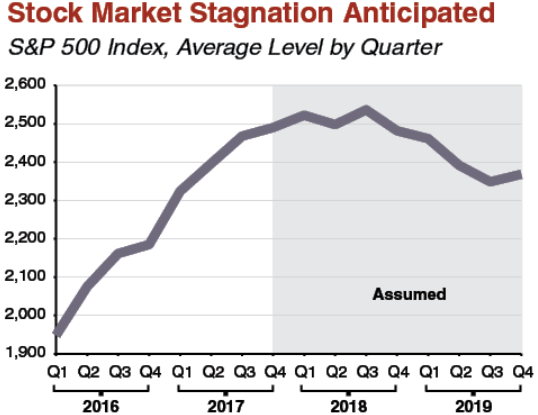 Stock Market Stagnation Anticipated
S&P 500 Index, Average Level by Quarter
2,600
2,500
2,400
2,300
2,200
2,100
2,000
1,900
Assumed
Q1 Q2 Q3 Q4 Q1 Q2 Q3 Q4 Q1 Q2 Q3 Q4 Q1 Q2 Q3 Q4
2016 2017 2018 2019